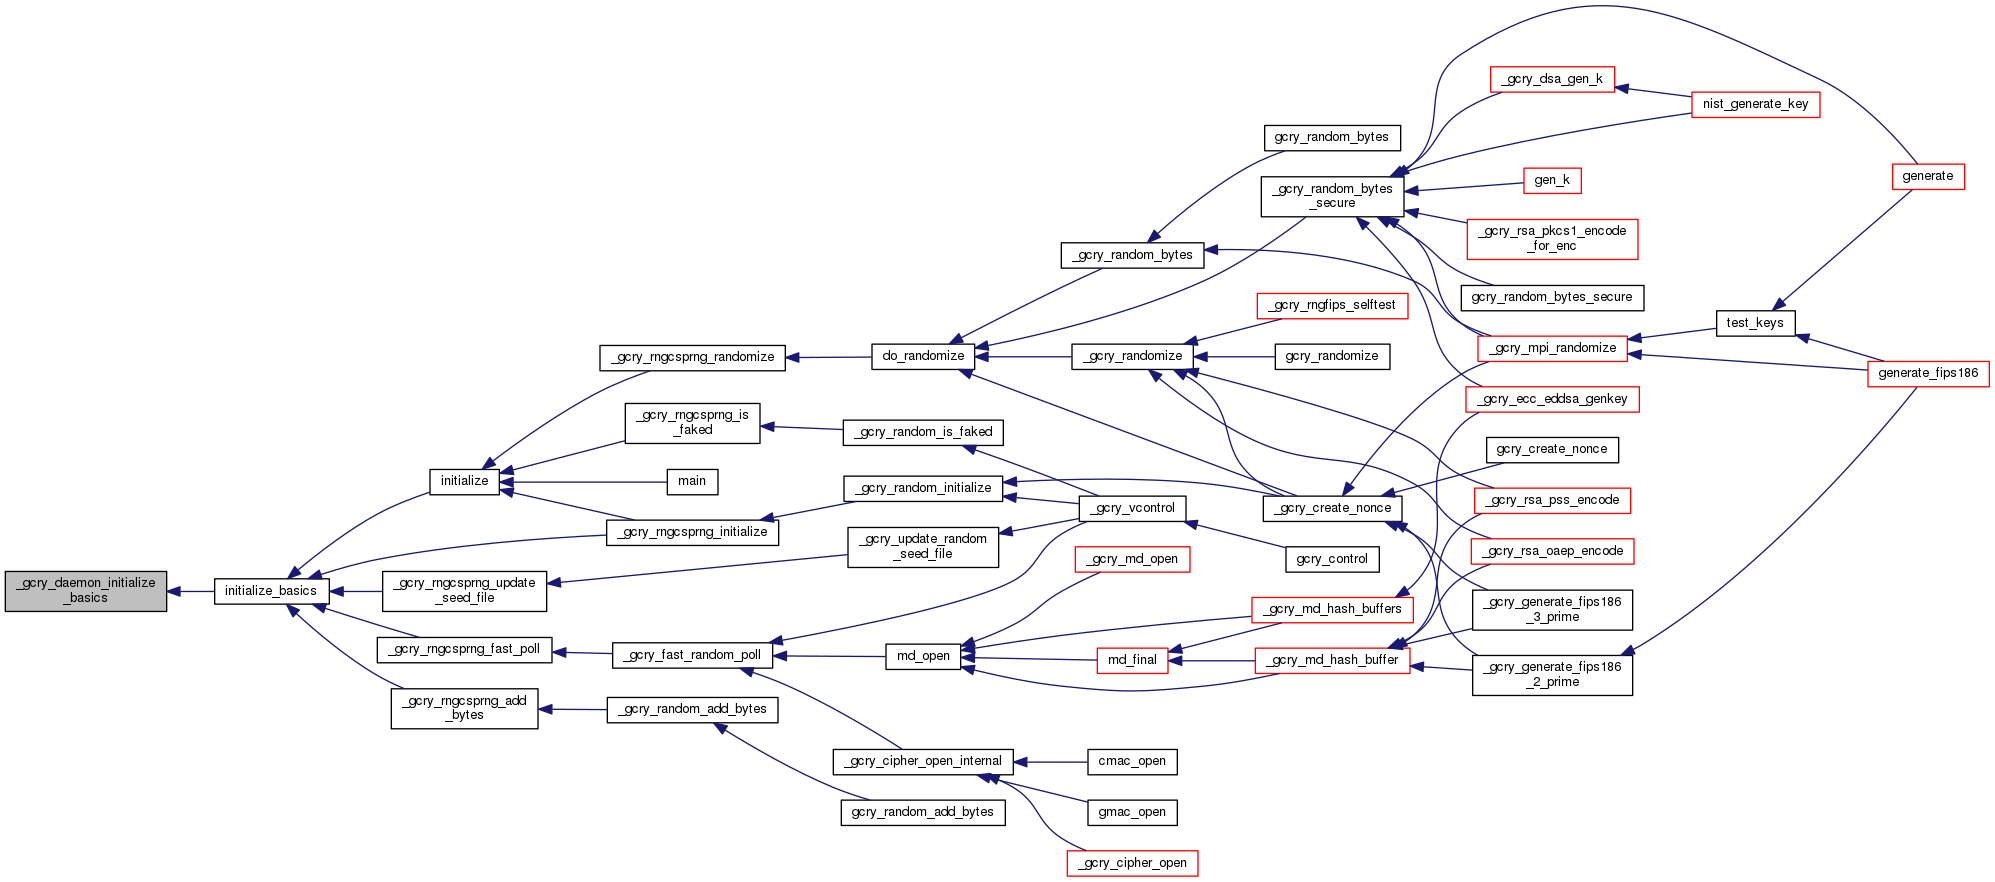 _gcry_daemon_initialize
_basics
initialize_basics
initialize
_gcry_rngcsprng_update
_seed_file
_gcry_rngcsprng_fast_poll
_gcry_rngcsprng_add
_bytes
_gcry_rngcsprng_randomize
_gcry_rngcsprng_is
_faked
main
_gcry_rngcsprng_initialize
_gcry_fast_random_poll
_gcry_random_add_bytes
do_randomize
_gcry_random_is_faked
_gcry_random_initialize
_gcry_update_random
_seed_file
md_open
_gcry_cipher_open_internal
gcry_random_add_bytes
_gcry_random_bytes
_gcry_randomize
_gcry_vcontrol
_gcry_md_open
md_final
cmac_open
gmac_open
_gcry_cipher_open
gcry_random_bytes
_gcry_random_bytes
_secure
_gcry_rngfips_selftest
gcry_randomize
_gcry_create_nonce
gcry_control
_gcry_md_hash_buffers
_gcry_md_hash_buffer
_gcry_dsa_gen_k
gen_k
_gcry_rsa_pkcs1_encode
_for_enc
gcry_random_bytes_secure
_gcry_mpi_randomize
_gcry_ecc_eddsa_genkey
gcry_create_nonce
_gcry_rsa_pss_encode
_gcry_rsa_oaep_encode
_gcry_generate_fips186
_3_prime
_gcry_generate_fips186
_2_prime
nist_generate_key
test_keys
generate
generate_fips186